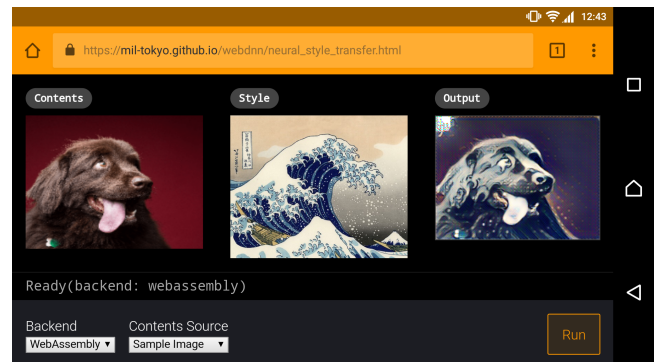 12:43
https://mil-tokyo.github.io/webdnn/neural_style_transfer.html
1
Contents
Style
Output
Ready(backend: webassembly)
Backend
Contents Source
WebAssembly
Sample Image
Run